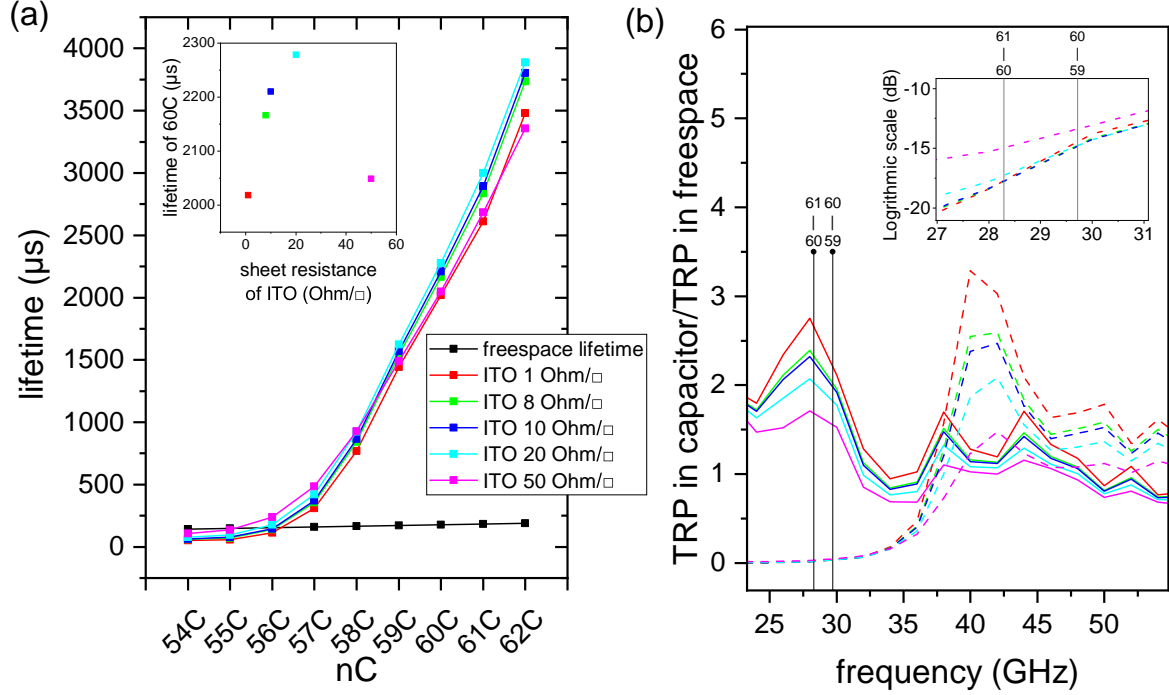 (a)
lifetime (μs)
4000
3500
3000
2500
2000
1500
1000
500
0
54C 55C 56C 57C 58C 59C 60C 61C 62C
nC
lifetime of 60C (μs)
2300
2200
2100
2000
0 20 40 60
sheet resistance
of ITO (Ohm/□)
freespace lifetime
ITO 1 Ohm/□
ITO 8 Ohm/□
ITO 10 Ohm/□
ITO 20 Ohm/□
ITO 50 Ohm/□
(b)
TRP in capacitor/TRP in freespace
6
5
4
3
2
1
0
25 30 35 40 45 50
frequency (GHz)
61 60
| |
60 59
Logrithmic scale (dB)
-10
-15
-20
27 28 29 30 31
61 60
| |
60 59